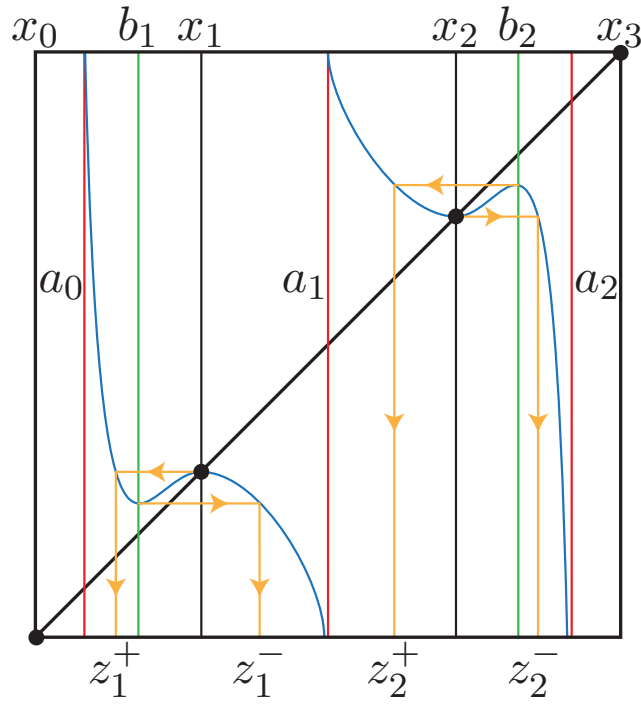 x₀ b₁ x₁ x₂ b₂ x₃
a₀ a₁ a₂
z₁⁺ z₁⁻ z₂⁺ z₂⁻